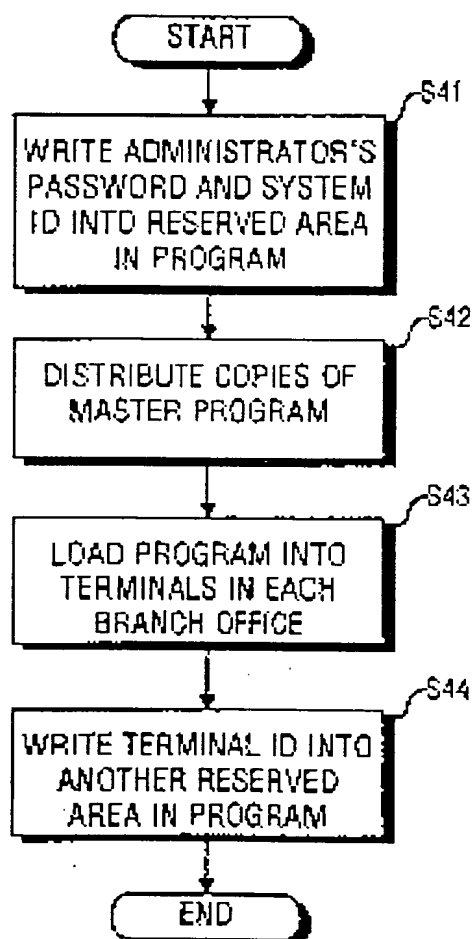 START
S41
WRITE ADMINISTRATOR'S
PASSWORD AND SYSTEM
ID INTO RESERVED AREA
IN PROGRAM
S42
DISTRIBUTE COPIES OF
MASTER PROGRAM
S43
LOAD PROGRAM INTO
TERMINALS IN EACH
BRANCH OFFICE
S44
WRITE TERMINAL ID INTO
ANOTHER RESERVED
AREA IN PROGRAM
END